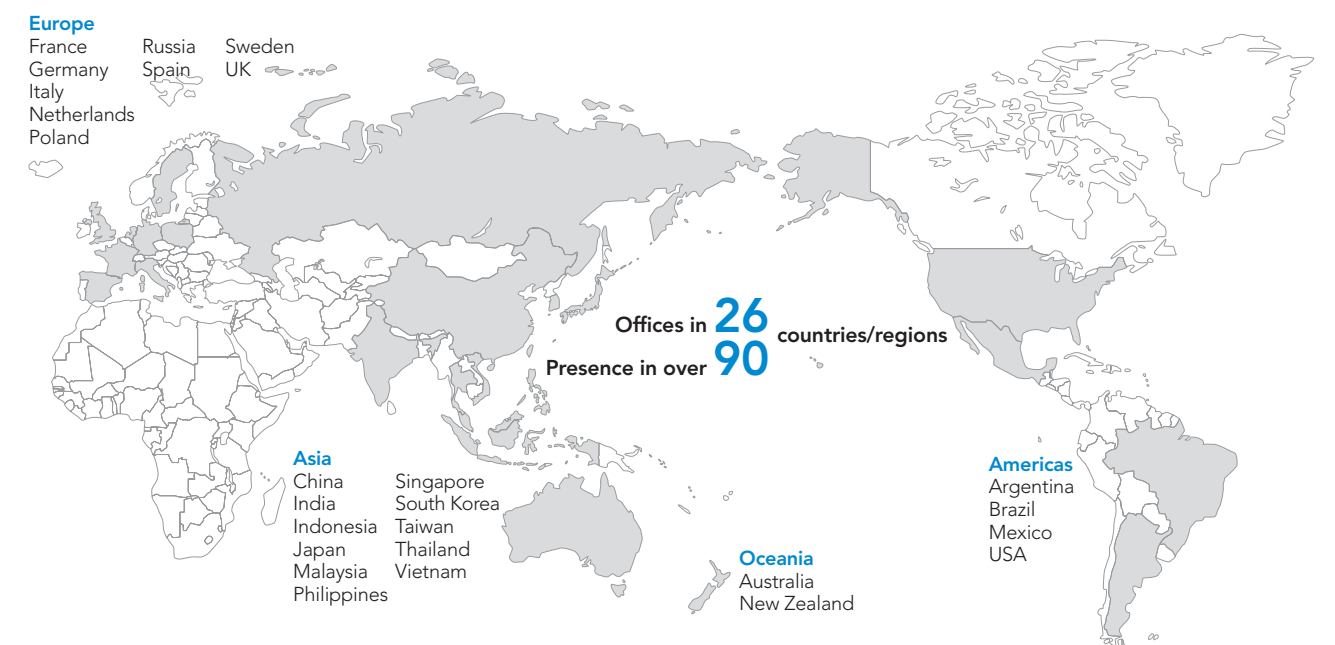 Europe
France
Germany
Italy
Netherlands
Poland
Russia
Spain
Sweden
UK
Offices in 26
Presence in over 90
countries/regions
Asia
China
India
Indonesia
Japan
Malaysia
Philippines
Singapore
South Korea
Taiwan
Thailand
Vietnam
Oceania
Australia
New Zealand
Americas
Argentina
Brazil
Mexico
USA